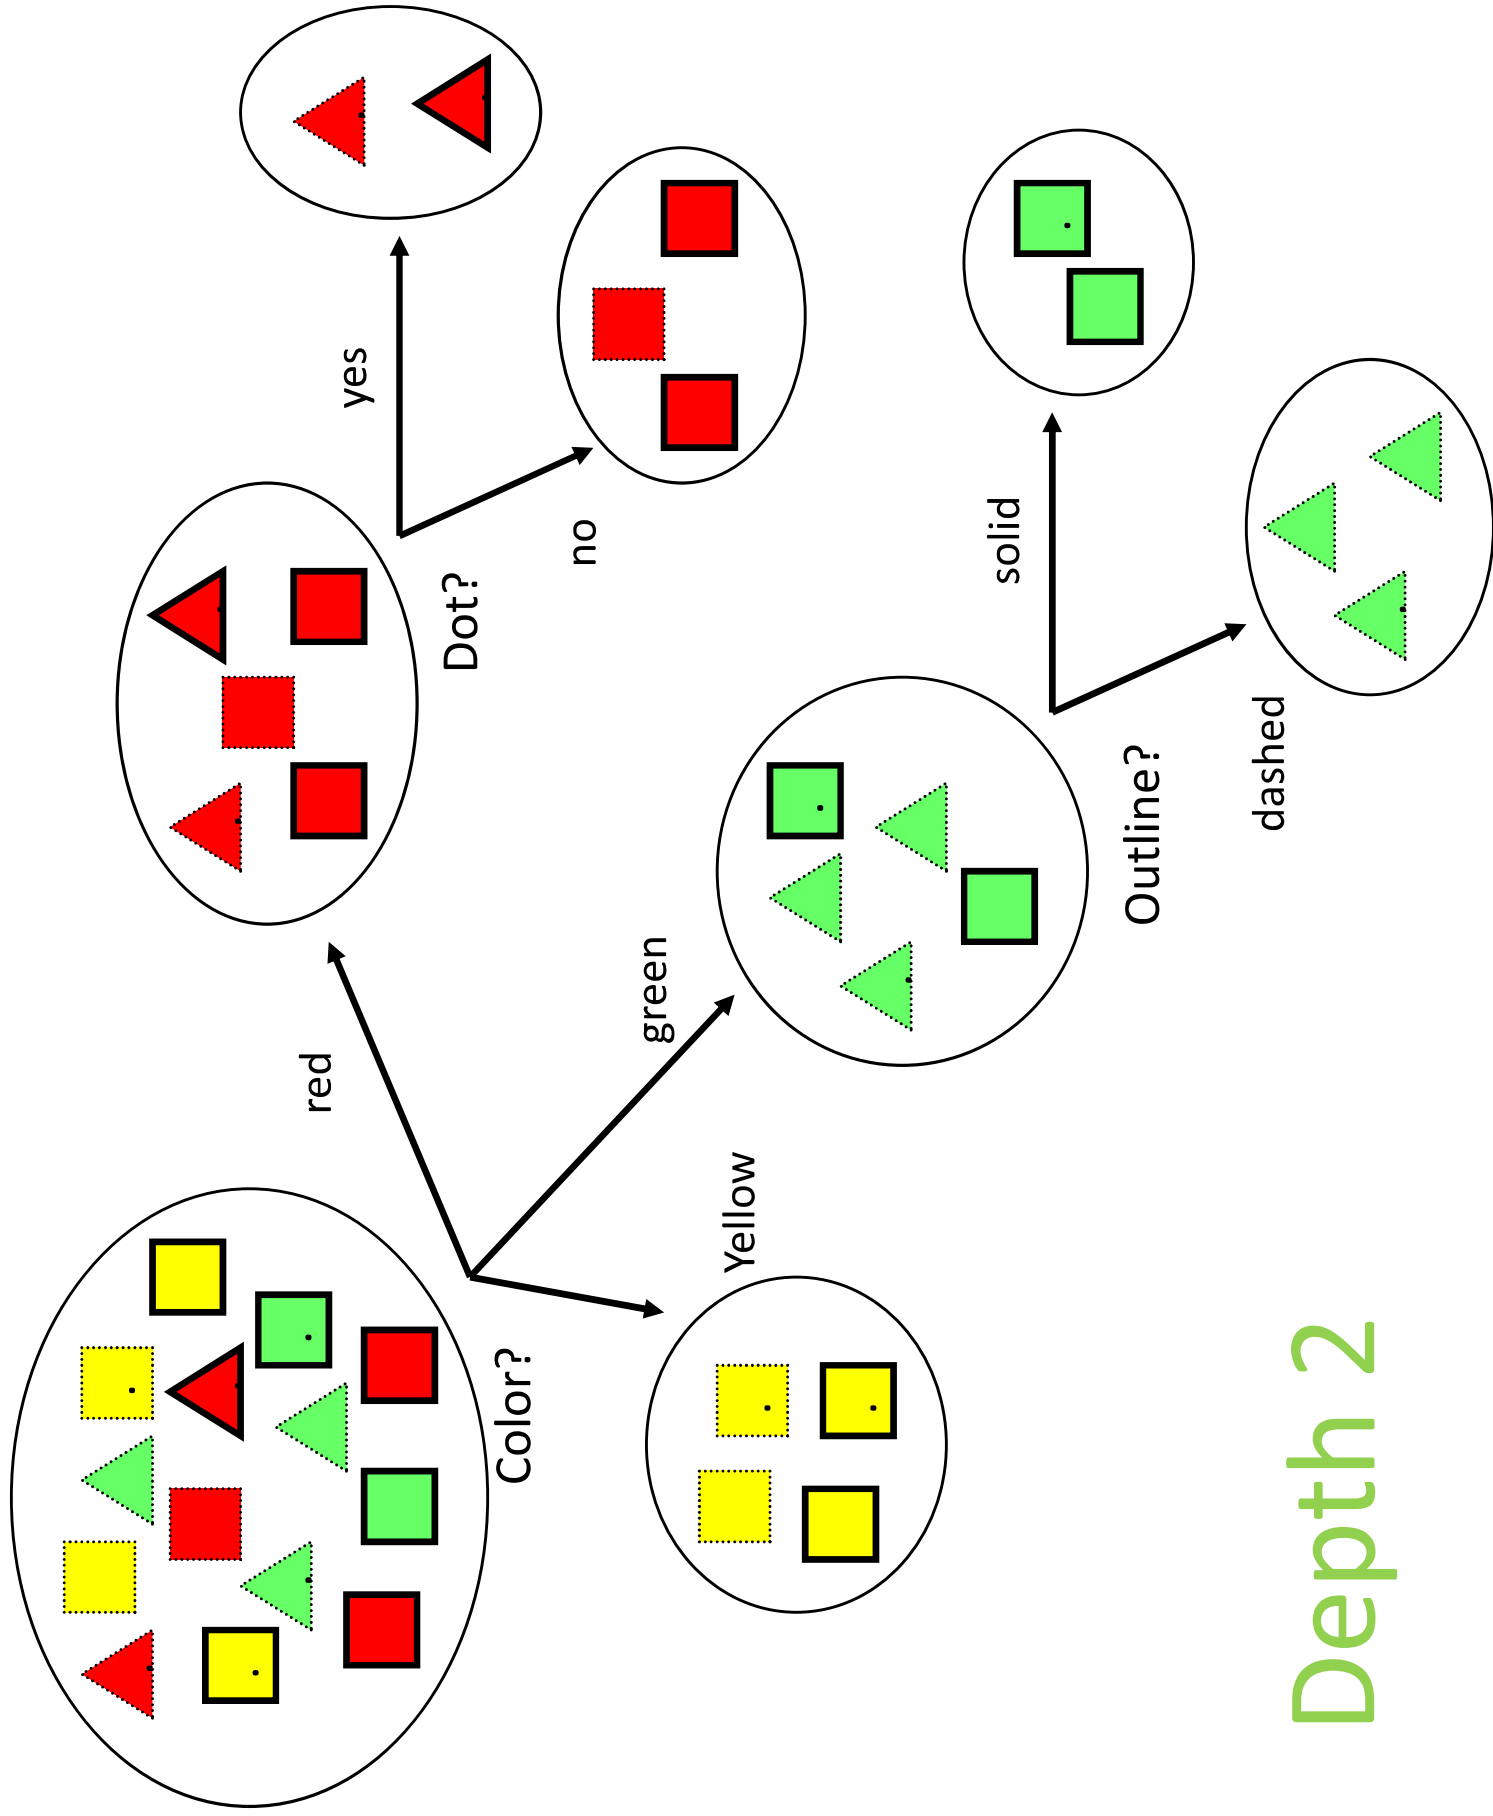 Color?
red
green
Yellow
Dot?
yes
no
Outline?
solid
dashed
Depth 2